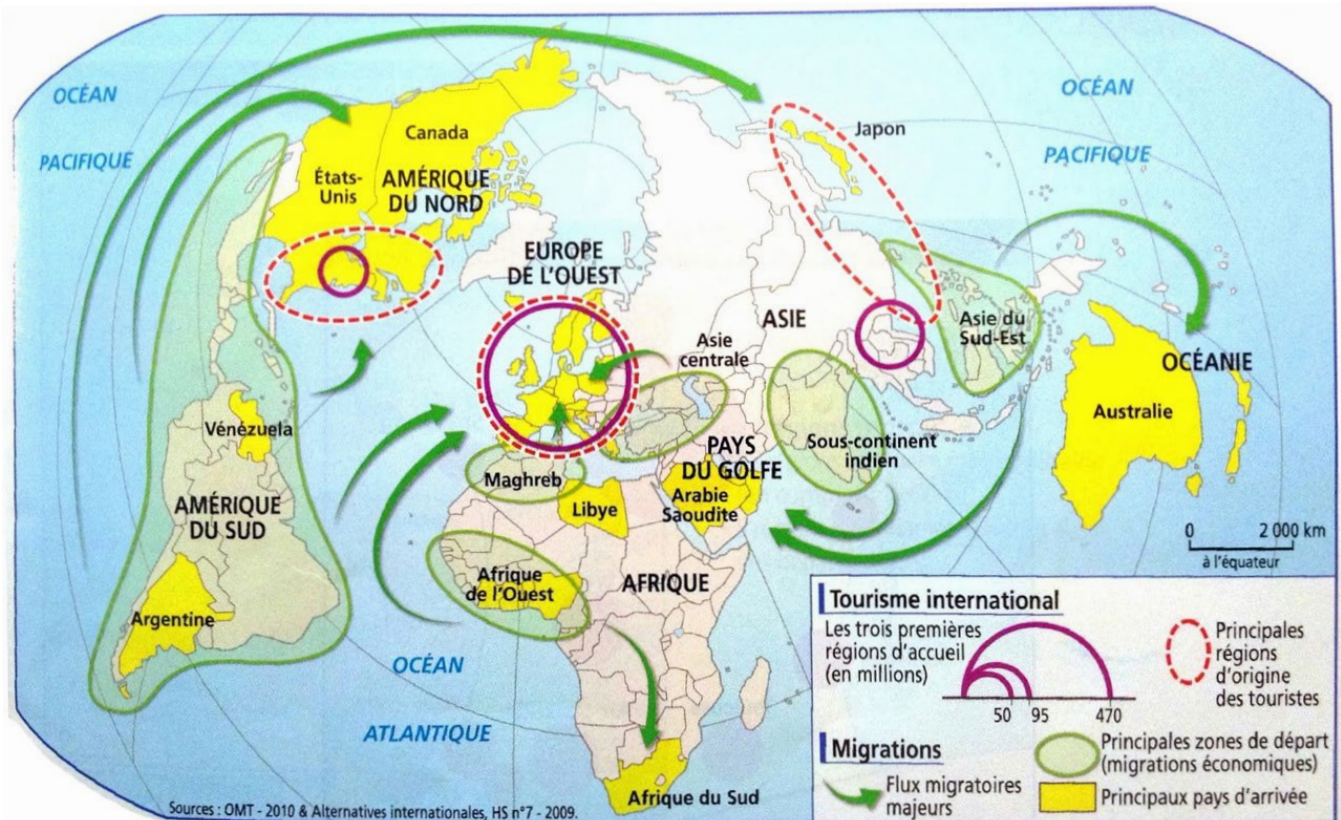 OCÉAN
PACIFIQUE
Canada
États-
Unis
AMÉRIQUE
DU NORD
EUROPE
DE L'OUEST
Japon
OCÉAN
PACIFIQUE
ASIE
Asie
centrale
Asie du
Sud-Est
OCÉANIE
Australie
Vénézuela
AMÉRIQUE
DU SUD
Argentine
Maghreb
Libye
PAYS
DU GOLFE
Arabie
Saoudite
Sous-continent
indien
Afrique
de l'Ouest
AFRIQUE
OCÉAN
ATLANTIQUE
Afrique du Sud
0 2 000 km
à l'équateur
Tourisme international
Les trois premières
régions d'accueil
(en millions)
50 95 470
Principales
régions
d'origine
des touristes
Migrations
Flux migratoires
majeurs
Principales zones de départ
(migrations économiques)
Principaux pays d'arrivée
Sources : OMT - 2010 & Alternatives internationales, HS n°7 - 2009.